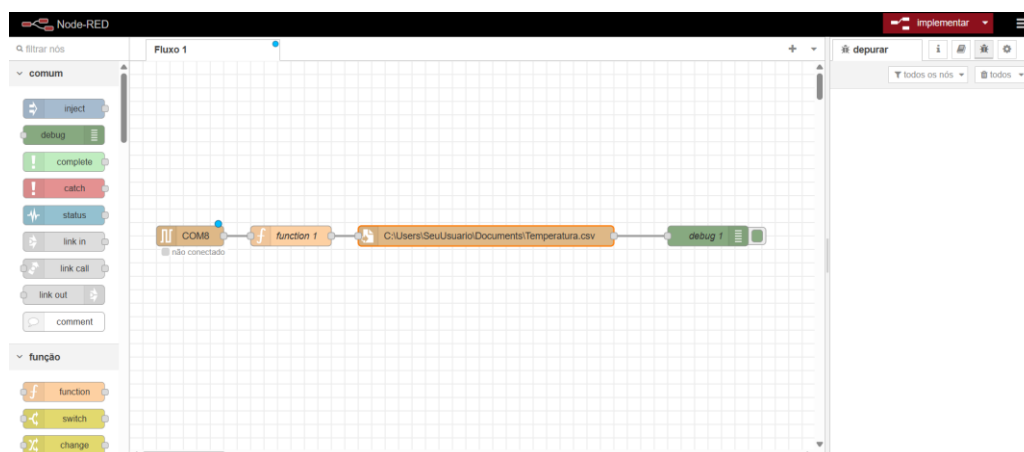 Node-RED
implementar
filtrar nós
Fluxo 1
depurar
i
todos os nós
todos
comum
inject
debug
complete
catch
status
link in
link call
link out
comment
função
function
switch
change
COM8
não conectado
function 1
C:\Users\SeuUsuario\Documents\Temperatura.csv
debug 1